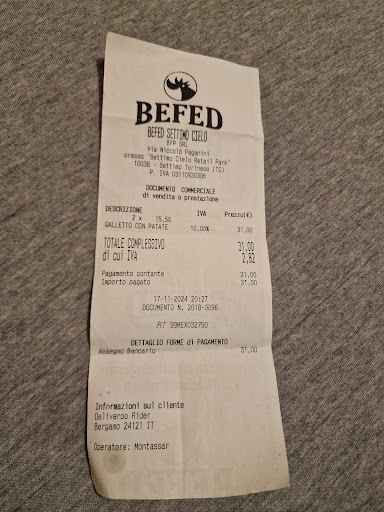 BEFED
BEFED SETTIMO CIELO
BFP SRL
Via Niccolò Paganini
presso "Settimo Cielo Retail Park"
10036 - Settimo Torinese (TO)
P. IVA 03110930306
DOCUMENTO COMMERCIALE
di vendita o prestazione
DESCRIZIONE IVA Prezzo(€)
2 x 15,50
GALLETTO CON PATATE 10,00% 31,00
TOTALE COMPLESSIVO 31,00
di cui IVA 2,82
Pagamento contante 31,00
Importo pagato 31,00
17-11-2024 20:27
DOCUMENTO N. 2018-0096
RT 99MEX032750
DETTAGLIO FORME di PAGAMENTO
Assegno Bancario 31,00
Informazioni sul cliente
Deliveroo Rider
Bergamo 24121 IT
Operatore: Montassar